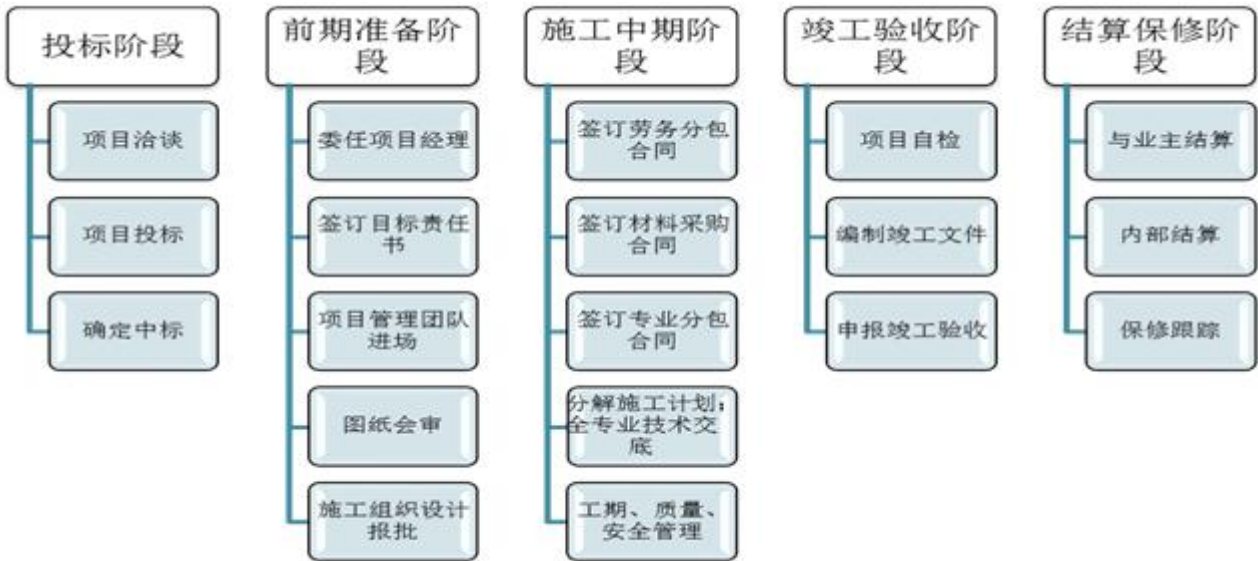 投标阶段
项目洽谈
项目投标
确定中标
前期准备阶
段
委任项目经理
签订目标责任
书
项目管理团队
进场
图纸会审
施工组织设计
报批
施工中期阶
段
签订劳务分包
合同
签订材料采购
合同
签订专业分包
合同
分解施工计划；
全专业技术交
底
工期、质量、
安全管理
竣工验收阶
段
项目自检
编制竣工文件
申报竣工验收
结算保修阶
段
与业主结算
内部结算
保修跟踪